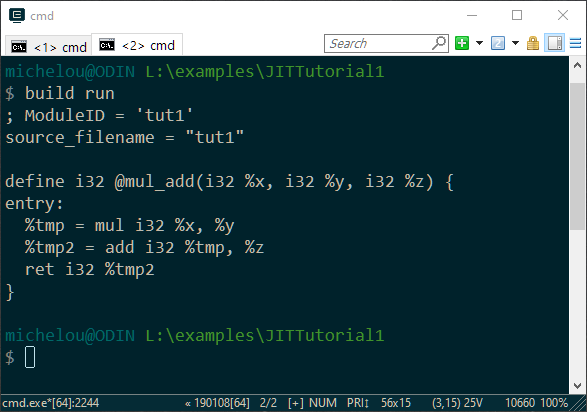 cmd
<1> cmd
<2> cmd
Search
michelou@ODIN L:\examples\JITTutorial1
$ build run
; ModuleID = 'tut1'
source_filename = "tut1"
define i32 @mul_add(i32 %x, i32 %y, i32 %z) {
entry:
  %tmp = mul i32 %x, %y
  %tmp2 = add i32 %tmp, %z
  ret i32 %tmp2
}
michelou@ODIN L:\examples\JITTutorial1
$
cmd.exe*[64]:2244 « 190108[64] 2/2 [+] NUM PRI↕ 56x15 (3,15) 25V 10660 100%